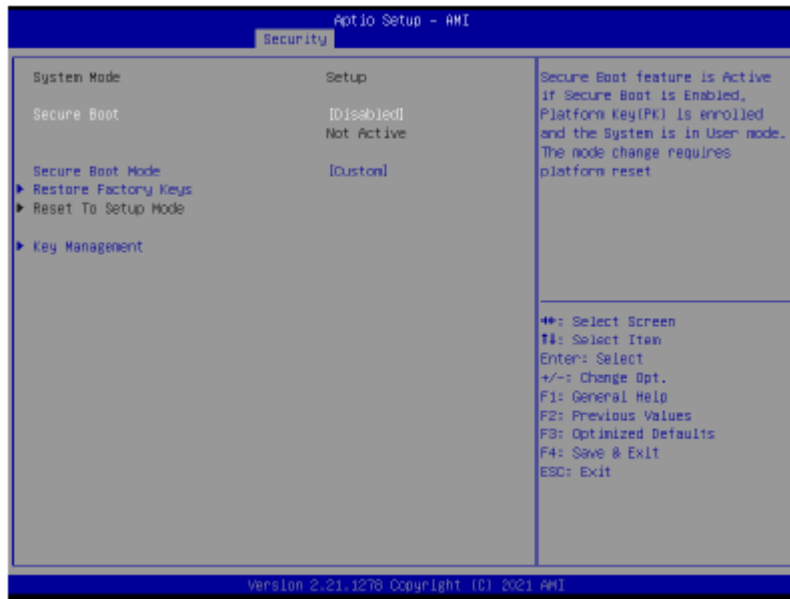 Aptio Setup - AMI
Security
System Mode Setup
Secure Boot [Disabled]
Not Active
Secure Boot Mode [Custom]
Restore Factory Keys
Reset To Setup Mode
Key Management
Secure Boot feature is Active
if Secure Boot is Enabled,
Platform Key(PK) is enrolled
and the System is in User mode.
The mode change requires
platform reset
→←: Select Screen
↑↓: Select Item
Enter: Select
+/-: Change Opt.
F1: General Help
F2: Previous Values
F3: Optimized Defaults
F4: Save & Exit
ESC: Exit
Version 2.21.1278 Copyright (C) 2021 AMI